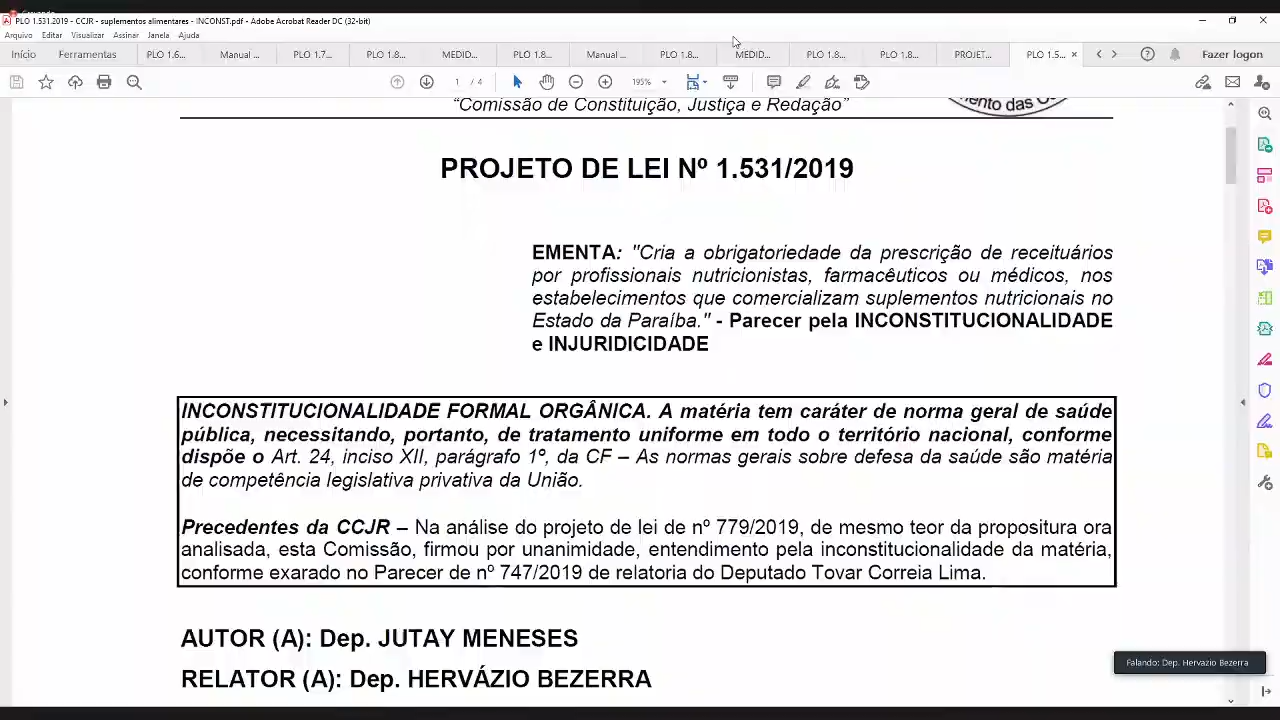 PLO 1.531.2019 - CCJR - suplementos alimentares - INCONST.pdf - Adobe Acrobat Reader DC (32-bit)
Arquivo Editar Visualizar Assinar Janela Ajuda
Início Ferramentas PLO 1.6... Manual ... PLO 1.7... PLO 1.8... MEDID... PLO 1.8... Manual ... PLO 1.8... MEDID... PLO 1.8... PLO 1.8... PROJET... PLO 1.5... × Fazer logon
1 / 4 195%
“Comissão de Constituição, Justiça e Redação”
PROJETO DE LEI Nº 1.531/2019
EMENTA: "Cria a obrigatoriedade da prescrição de receituários
por profissionais nutricionistas, farmacêuticos ou médicos, nos
estabelecimentos que comercializam suplementos nutricionais no
Estado da Paraíba." - Parecer pela INCONSTITUCIONALIDADE
e INJURIDICIDADE
INCONSTITUCIONALIDADE FORMAL ORGÂNICA. A matéria tem caráter de norma geral de saúde
pública, necessitando, portanto, de tratamento uniforme em todo o território nacional, conforme
dispõe o Art. 24, inciso XII, parágrafo 1º, da CF – As normas gerais sobre defesa da saúde são matéria
de competência legislativa privativa da União.
Precedentes da CCJR – Na análise do projeto de lei de nº 779/2019, de mesmo teor da propositura ora
analisada, esta Comissão, firmou por unanimidade, entendimento pela inconstitucionalidade da matéria,
conforme exarado no Parecer de nº 747/2019 de relatoria do Deputado Tovar Correia Lima.
AUTOR (A): Dep. JUTAY MENESES
RELATOR (A): Dep. HERVÁZIO BEZERRA
Falando: Dep. Hervazio Bezerra